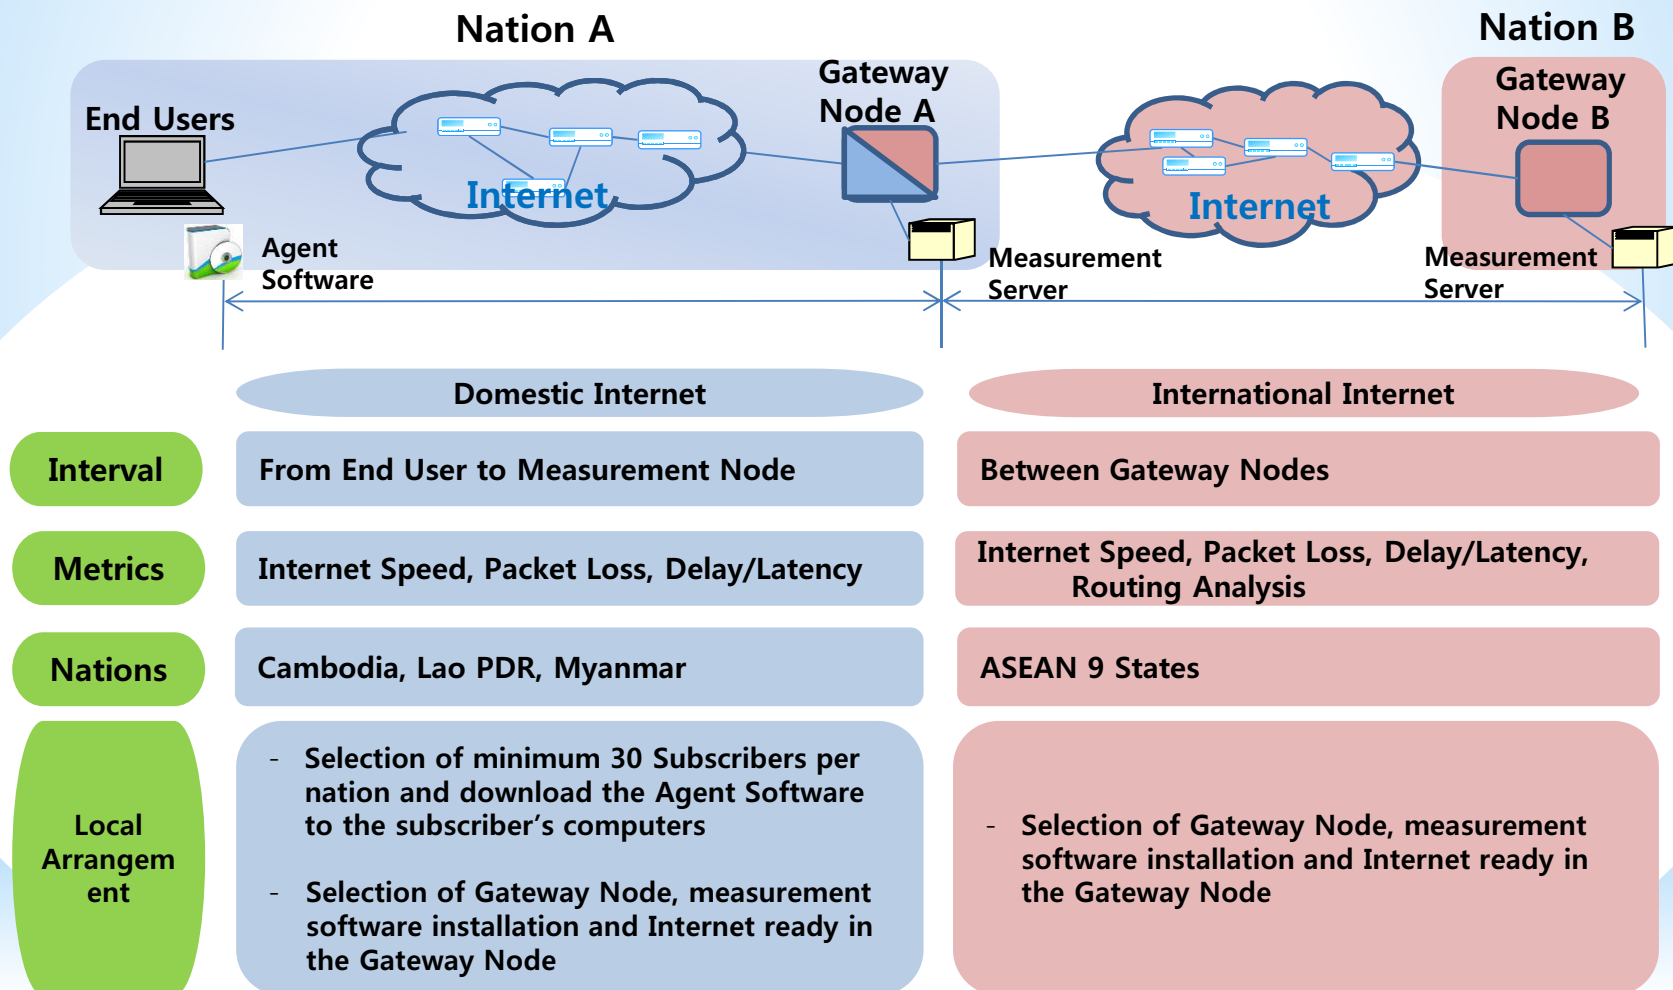 Nation A
Nation B
Gateway
Node A
Gateway
Node B
End Users
Internet
Internet
Agent
Software
Measurement
Server
Measurement
Server
Domestic Internet
International Internet
Interval
From End User to Measurement Node
Between Gateway Nodes
Metrics
Internet Speed, Packet Loss, Delay/Latency
Internet Speed, Packet Loss, Delay/Latency,
Routing Analysis
Nations
Cambodia, Lao PDR, Myanmar
ASEAN 9 States
Local
Arrangem
ent
- Selection of minimum 30 Subscribers per
nation and download the Agent Software
to the subscriber’s computers
- Selection of Gateway Node, measurement
software installation and Internet ready in
the Gateway Node
- Selection of Gateway Node, measurement
software installation and Internet ready in
the Gateway Node